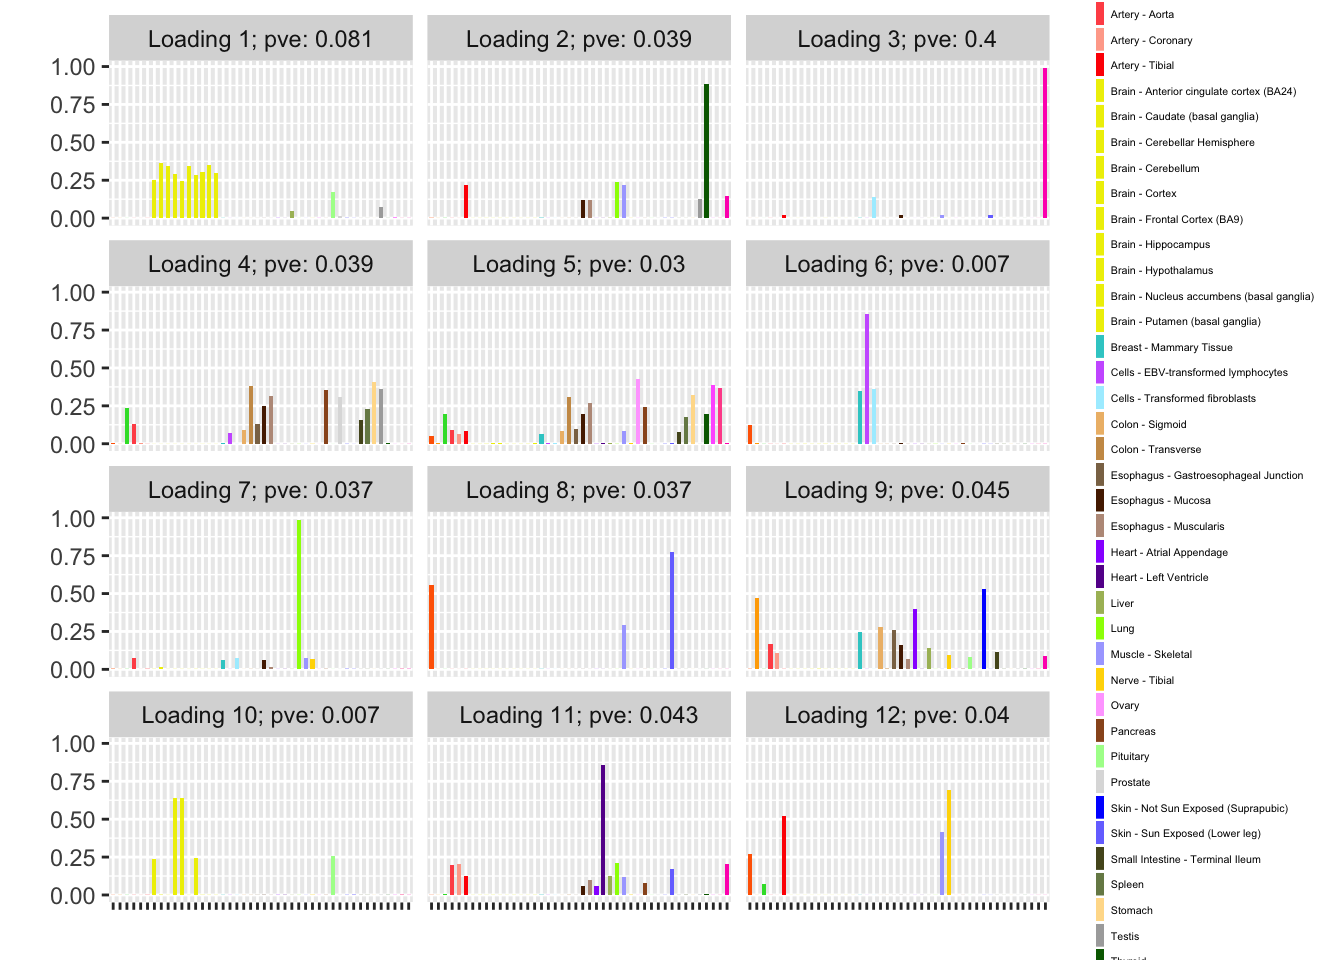 Loading 1; pve: 0.081
Loading 2; pve: 0.039
Loading 3; pve: 0.4
1.00
0.75
0.50
0.25
0.00
Loading 4; pve: 0.039
Loading 5; pve: 0.03
Loading 6; pve: 0.007
1.00
0.75
0.50
0.25
0.00
Loading 7; pve: 0.037
Loading 8; pve: 0.037
Loading 9; pve: 0.045
1.00
0.75
0.50
0.25
0.00
Loading 10; pve: 0.007
Loading 11; pve: 0.043
Loading 12; pve: 0.04
1.00
0.75
0.50
0.25
0.00
Artery - Aorta
Artery - Coronary
Artery - Tibial
Brain - Anterior cingulate cortex (BA24)
Brain - Caudate (basal ganglia)
Brain - Cerebellar Hemisphere
Brain - Cerebellum
Brain - Cortex
Brain - Frontal Cortex (BA9)
Brain - Hippocampus
Brain - Hypothalamus
Brain - Nucleus accumbens (basal ganglia)
Brain - Putamen (basal ganglia)
Breast - Mammary Tissue
Cells - EBV-transformed lymphocytes
Cells - Transformed fibroblasts
Colon - Sigmoid
Colon - Transverse
Esophagus - Gastroesophageal Junction
Esophagus - Mucosa
Esophagus - Muscularis
Heart - Atrial Appendage
Heart - Left Ventricle
Liver
Lung
Muscle - Skeletal
Nerve - Tibial
Ovary
Pancreas
Pituitary
Prostate
Skin - Not Sun Exposed (Suprapubic)
Skin - Sun Exposed (Lower leg)
Small Intestine - Terminal Ileum
Spleen
Stomach
Testis